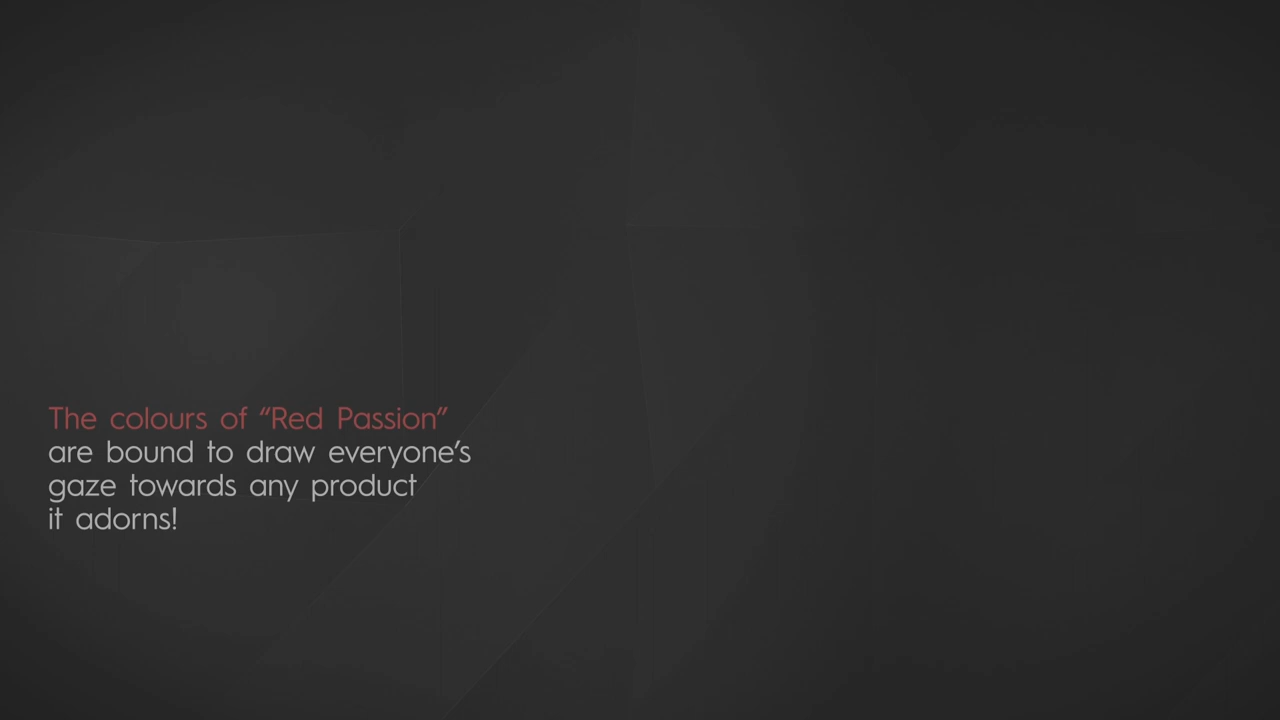 The colours of “Red Passion”
are bound to draw everyone’s
gaze towards any product
it adorns!